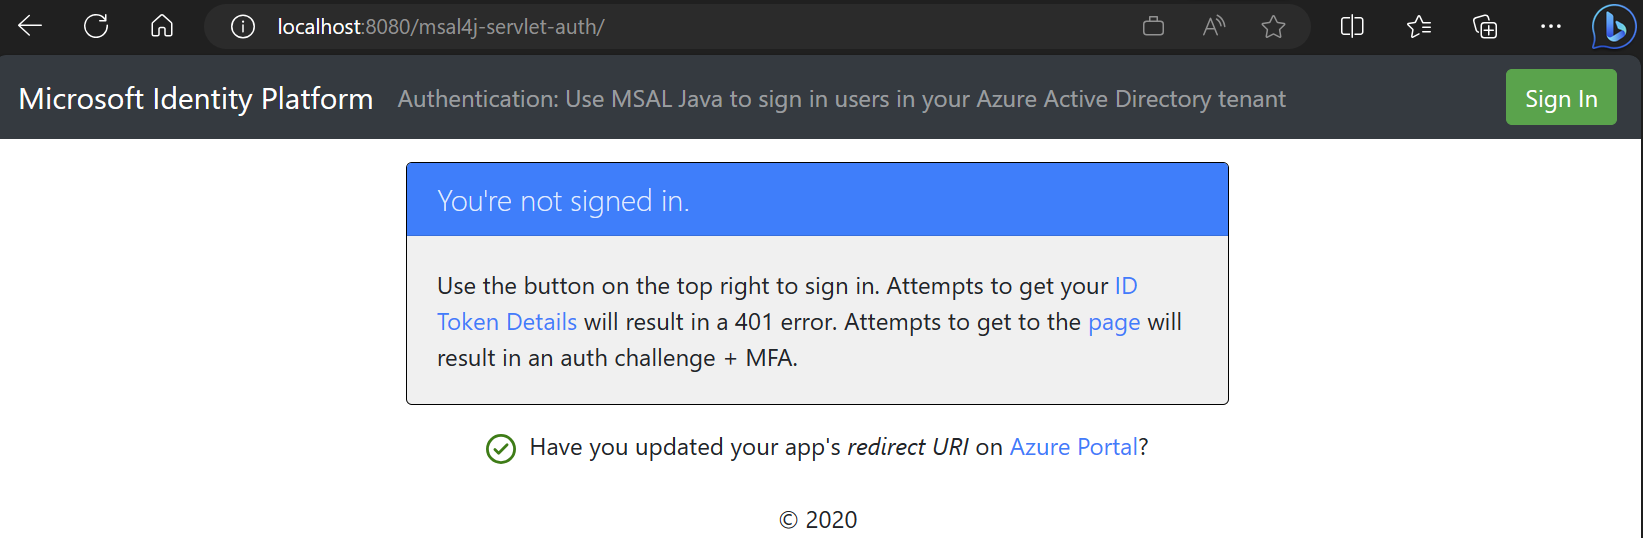 localhost:8080/msal4j-servlet-auth/
Microsoft Identity Platform Authentication: Use MSAL Java to sign in users in your Azure Active Directory tenant Sign In
You're not signed in.
Use the button on the top right to sign in. Attempts to get your ID
Token Details will result in a 401 error. Attempts to get to the page will
result in an auth challenge + MFA.
Have you updated your app's redirect URI on Azure Portal?
© 2020